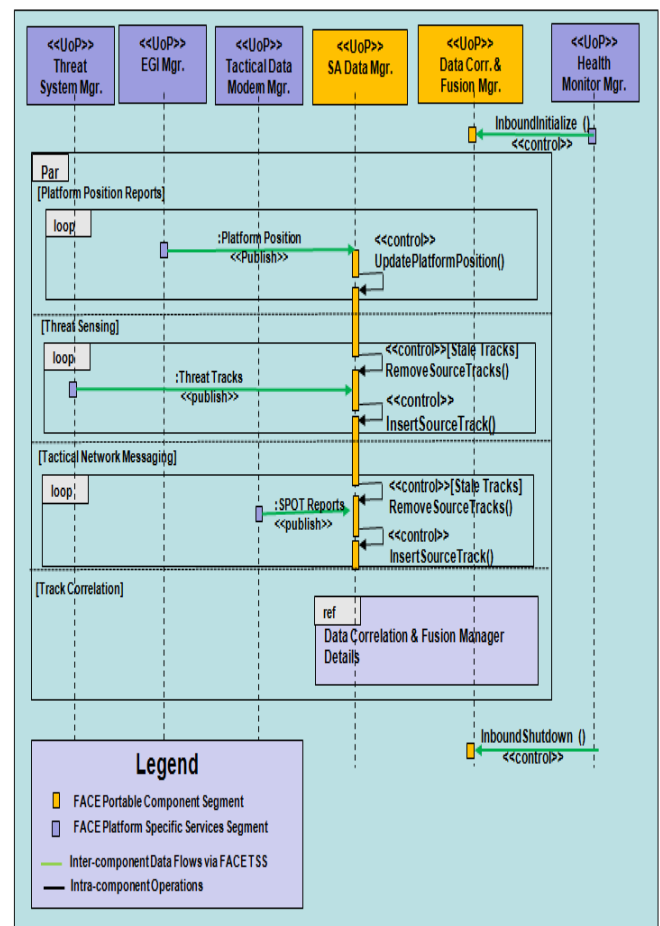 <<UoP>>
Threat
System Mgr.
<<UoP>>
EGI Mgr.
<<UoP>>
Tactical Data
Modem Mgr.
<<UoP>>
SA Data Mgr.
<<UoP>>
Data Corr. &
Fusion Mgr.
<<UoP>>
Health
Monitor Mgr.
InboundInitialize ()
<<control>>
Par
[Platform Position Reports]
loop
:Platform Position
<<Publish>>
<<control>>
UpdatePlatformPosition()
[Threat Sensing]
loop
:Threat Tracks
<<publish>>
<<control>>[Stale Tracks]
RemoveSourceTracks()
<<control>>
InsertSourceTrack()
[Tactical Network Messaging]
loop
:SPOT Reports
<<publish>>
<<control>>[Stale Tracks]
RemoveSourceTracks()
<<control>>
InsertSourceTrack()
[Track Correlation]
ref
Data Correlation & Fusion Manager
Details
InboundShutdown ()
<<control>>
Legend
FACE Portable Component Segment
FACE Platform Specific Services Segment
Inter-component Data Flows via FACE TSS
Intra-component Operations